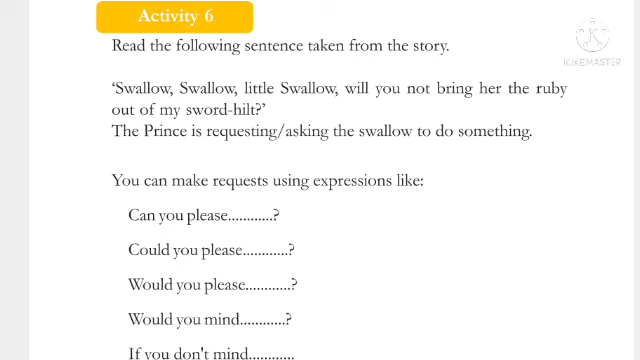 Activity 6
KINEMASTER
Read the following sentence taken from the story.
‘Swallow, Swallow, little Swallow, will you not bring her the ruby
out of my sword-hilt?’
The Prince is requesting/asking the swallow to do something.
You can make requests using expressions like:
Can you please............?
Could you please............?
Would you please............?
Would you mind............?
If you don't mind............